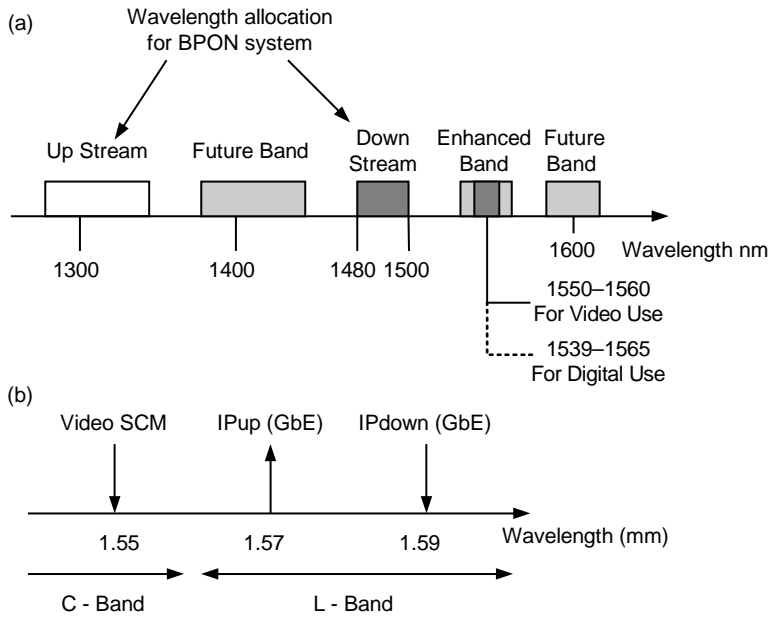 (a)
Wavelength allocation
for BPON system
Up Stream
Future Band
Down
Stream
Enhanced
Band
Future
Band
1300
1400
1480
1500
1600
Wavelength nm
1550–1560
For Video Use
1539–1565
For Digital Use
(b)
Video SCM
IPup (GbE)
IPdown (GbE)
1.55
1.57
1.59
Wavelength (mm)
C - Band
L - Band